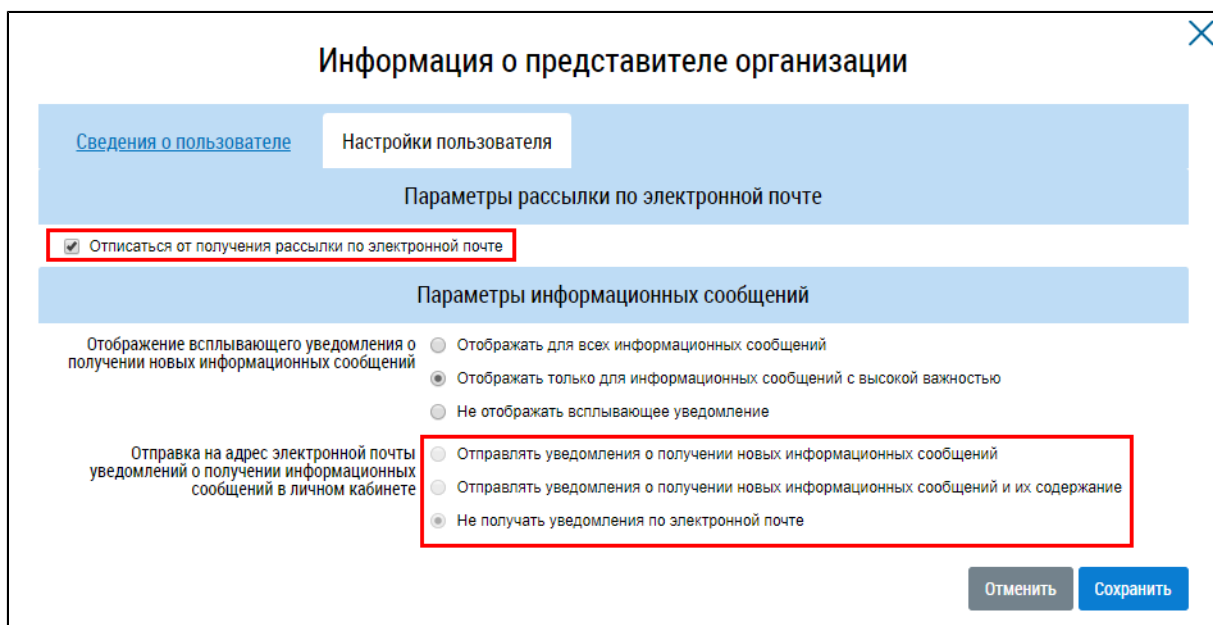 Информация о представителе организации
Сведения о пользователе
Настройки пользователя
Параметры рассылки по электронной почте
Отписаться от получения рассылки по электронной почте
Параметры информационных сообщений
Отображение всплывающего уведомления о
получении новых информационных сообщений
Отображать для всех информационных сообщений
Отображать только для информационных сообщений с высокой важностью
Не отображать всплывающее уведомление
Отправка на адрес электронной почты
уведомлений о получении информационных
сообщений в личном кабинете
Отправлять уведомления о получении новых информационных сообщений
Отправлять уведомления о получении новых информационных сообщений и их содержание
Не получать уведомления по электронной почте
Отменить
Сохранить